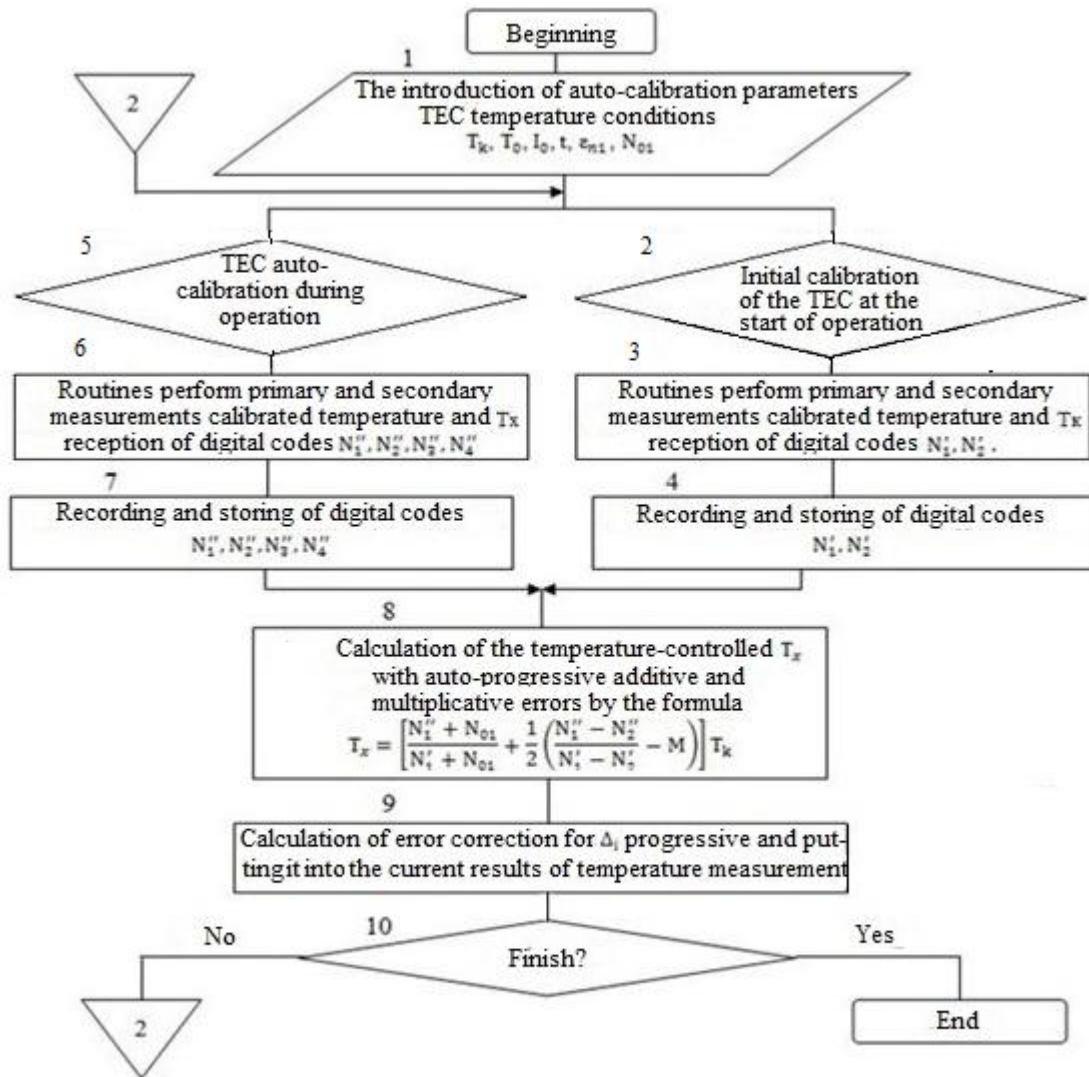 Beginning
1
The introduction of auto-calibration parameters
TEC temperature conditions
Tₖ, T₀, I₀, t, eₙ₁, N₀₁
2
5
TEC auto-
calibration during
operation
2
Initial calibration
of the TEC at the
start of operation
6
Routines perform primary and secondary
measurements calibrated temperature and Tx
reception of digital codes N₁″, N₂″, N₃″, N₄″
3
Routines perform primary and secondary
measurements calibrated temperature and Tᴋ
reception of digital codes N₁′, N₂′.
7
Recording and storing of digital codes
N₁″, N₂″, N₃″, N₄″
4
Recording and storing of digital codes
N₁′, N₂′
8
Calculation of the temperature-controlled Tₓ
with auto-progressive additive and
multiplicative errors by the formula
Tₓ = [(N₁″ + N₀₁)/(N₁′ + N₀₁) + 1/2 ((N₁″ − N₂″)/(N₁′ − N₂′) − M)] Tₖ
9
Calculation of error correction for Δᵢ progressive and put-
ting it into the current results of temperature measurement
10
No
Finish?
Yes
2
End